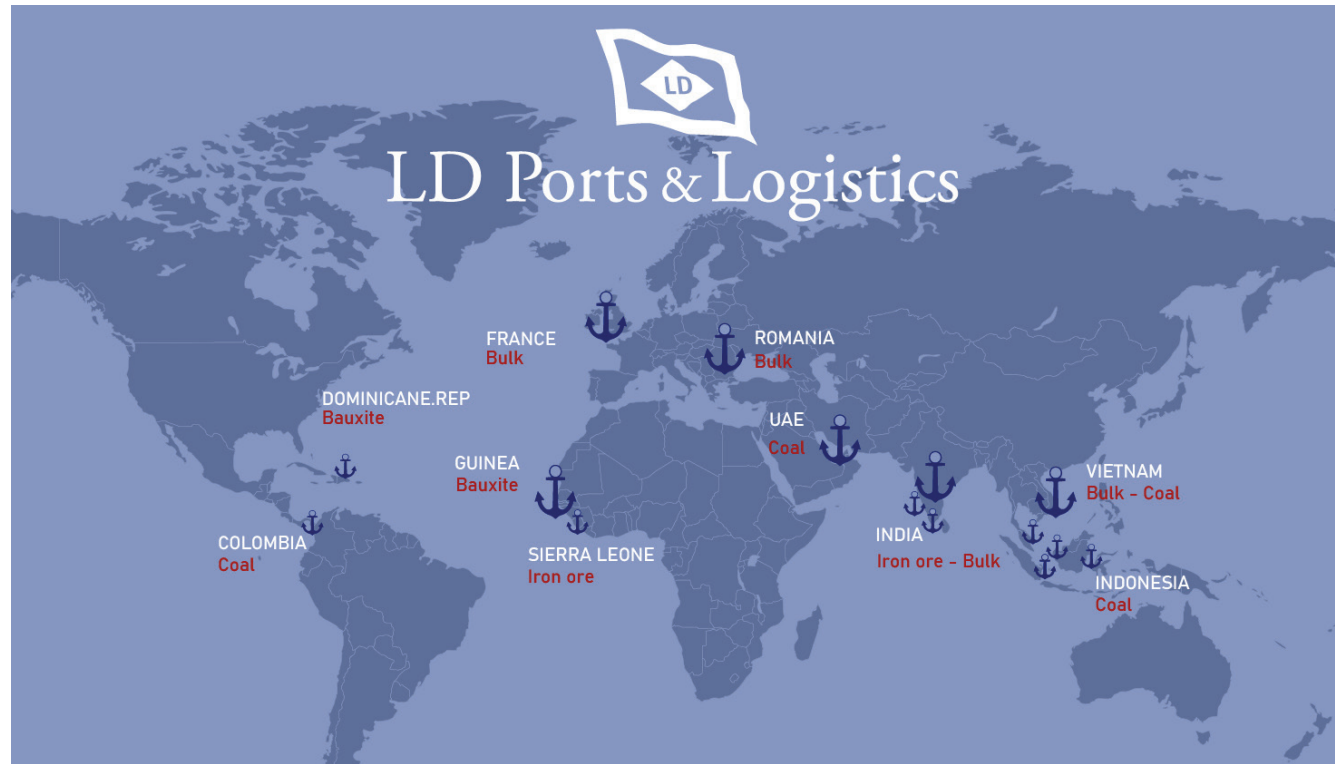 LD
LD Ports & Logistics
FRANCE
Bulk
ROMANIA
Bulk
DOMINICANE.REP
Bauxite
UAE
Coal
GUINEA
Bauxite
VIETNAM
Bulk - Coal
COLOMBIA
Coal
SIERRA LEONE
Iron ore
INDIA
Iron ore - Bulk
INDONESIA
Coal